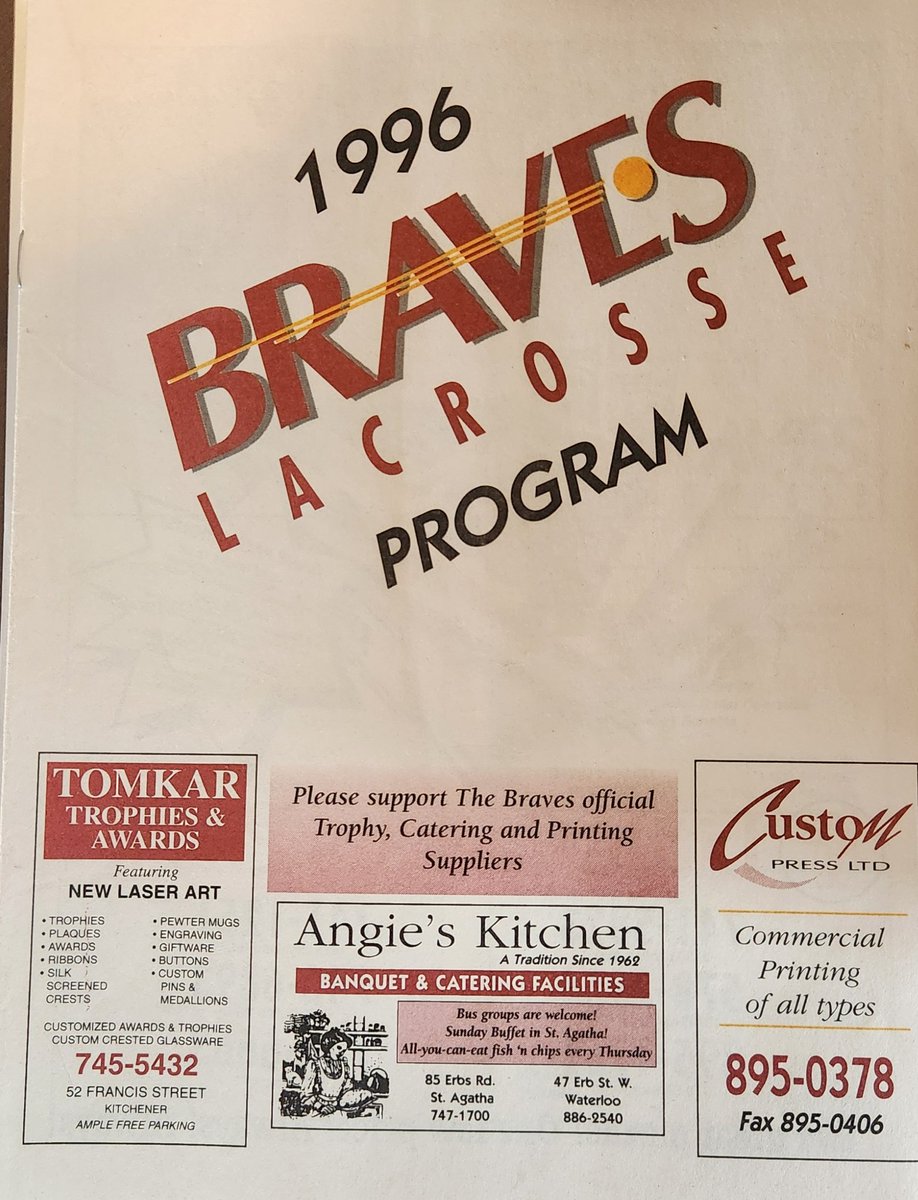 1996
BRAVES
LACROSSE
PROGRAM
TOMKAR
TROPHIES &
AWARDS
Featuring
NEW LASER ART
• TROPHIES
• PLAQUES
• AWARDS
• RIBBONS
• SILK
SCREENED
CRESTS
• PEWTER MUGS
• ENGRAVING
• GIFTWARE
• BUTTONS
• CUSTOM
PINS &
MEDALLIONS
CUSTOMIZED AWARDS & TROPHIES
CUSTOM CRESTED GLASSWARE
745-5432
52 FRANCIS STREET
KITCHENER
AMPLE FREE PARKING
Please support The Braves official
Trophy, Catering and Printing
Suppliers
Angie's Kitchen
A Tradition Since 1962
BANQUET & CATERING FACILITIES
Bus groups are welcome!
Sunday Buffet in St. Agatha!
All-you-can-eat fish 'n chips every Thursday
85 Erbs Rd.
St. Agatha
747-1700
47 Erb St. W.
Waterloo
886-2540
Custom
PRESS LTD
Commercial
Printing
of all types
895-0378
Fax 895-0406